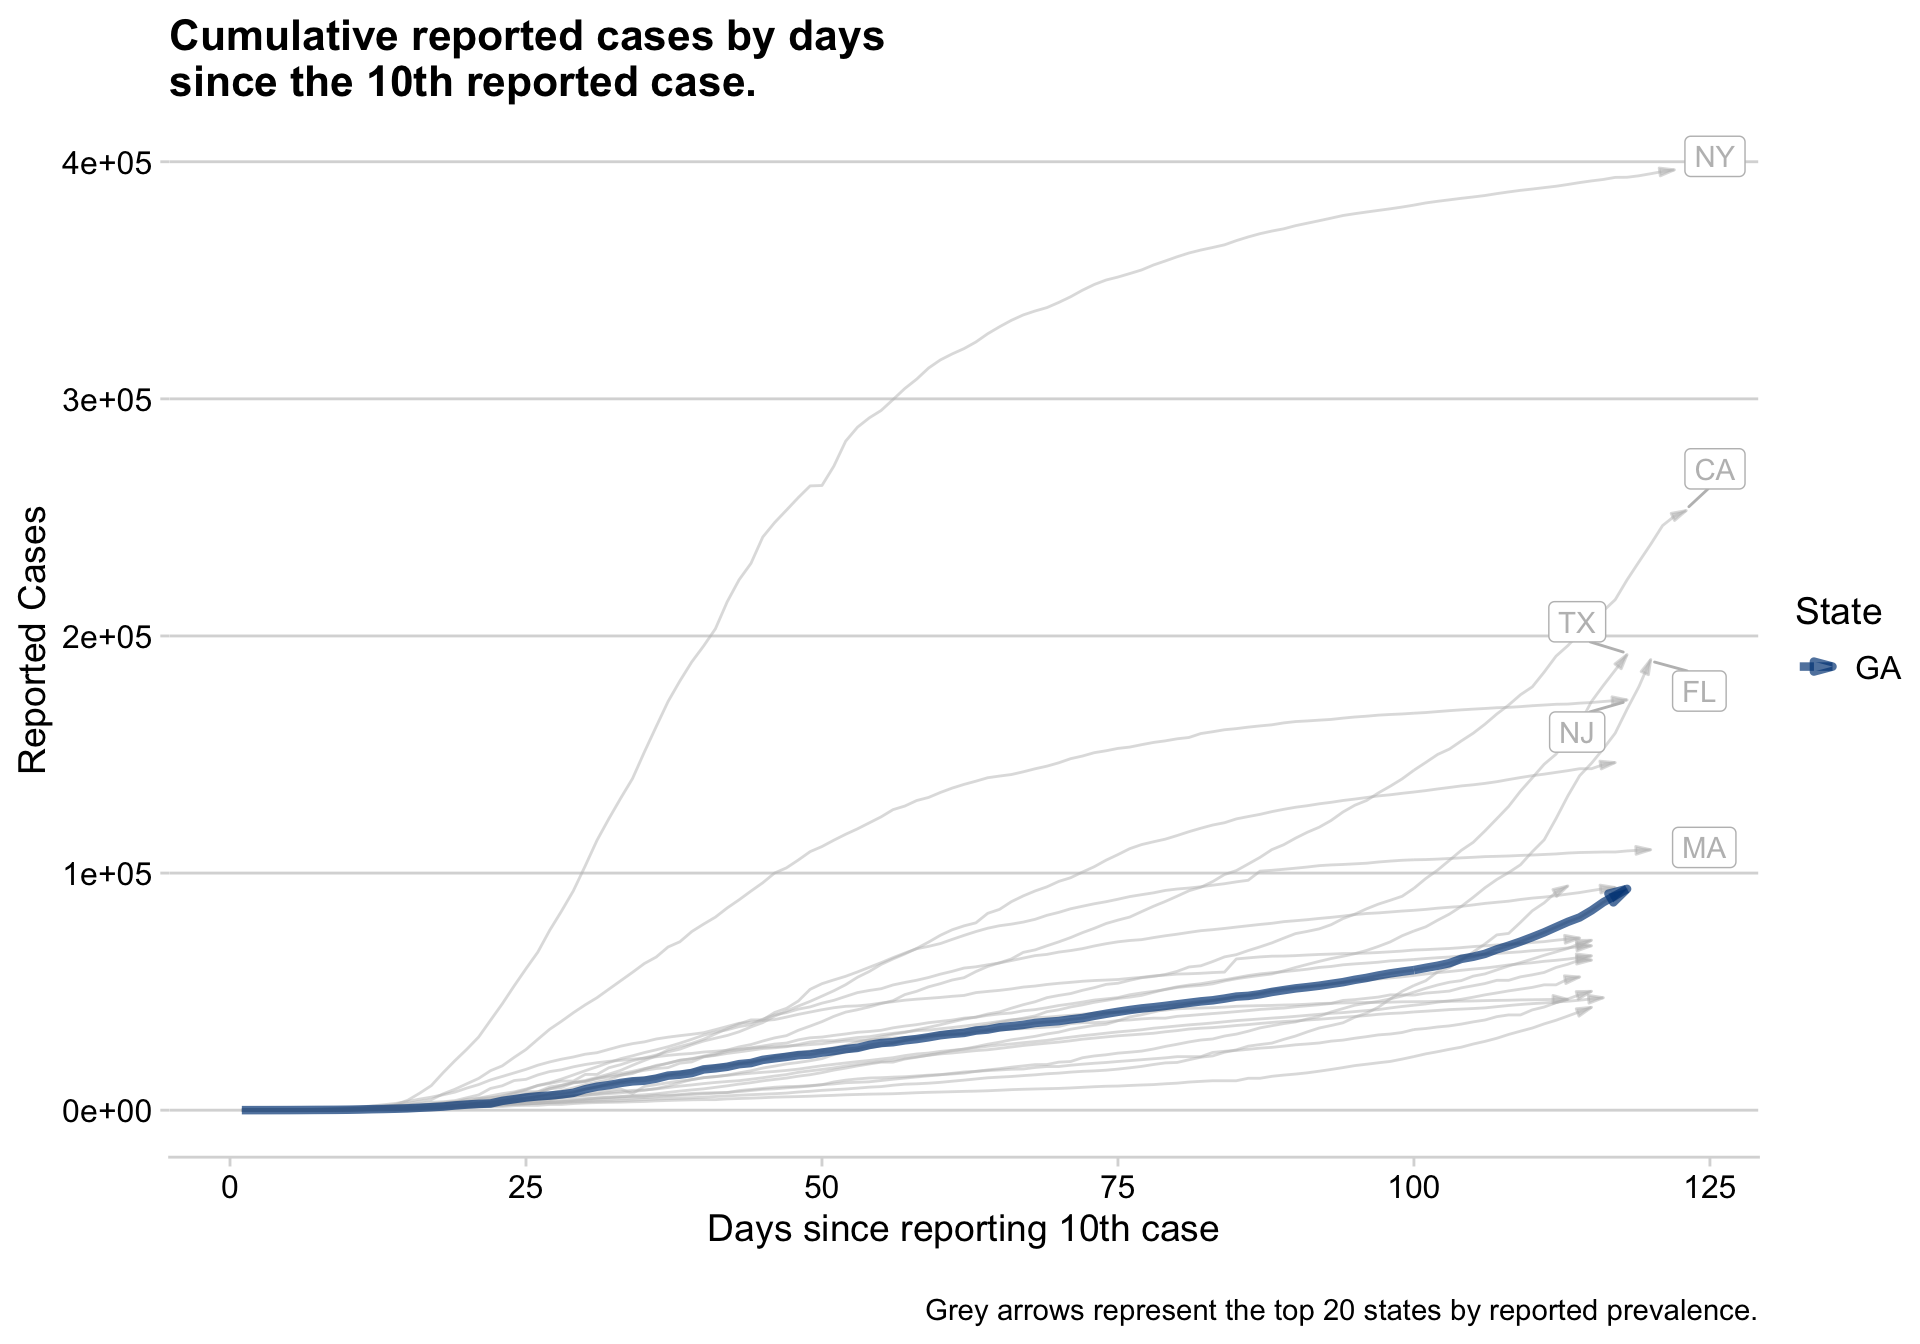 Cumulative reported cases by days
since the 10th reported case.
4e+05
3e+05
2e+05
1e+05
0e+00
Reported Cases
NY
CA
TX
FL
NJ
MA
State
GA
0
25
50
75
100
125
Days since reporting 10th case
Grey arrows represent the top 20 states by reported prevalence.